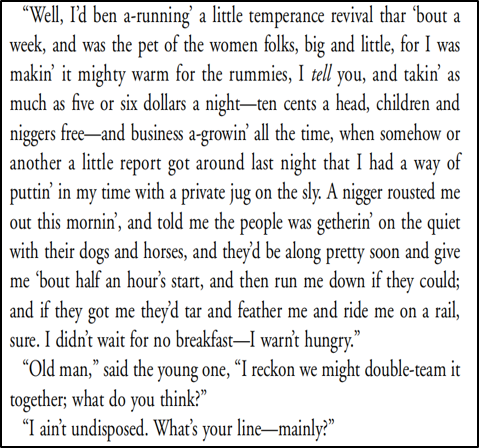 “Well, I’d ben a-running’ a little temperance revival thar ‘bout a
week, and was the pet of the women folks, big and little, for I was
makin’ it mighty warm for the rummies, I tell you, and takin’ as
much as five or six dollars a night—ten cents a head, children and
niggers free—and business a-growin’ all the time, when somehow or
another a little report got around last night that I had a way of
puttin’ in my time with a private jug on the sly. A nigger rousted me
out this mornin’, and told me the people was getherin’ on the quiet
with their dogs and horses, and they’d be along pretty soon and give
me ‘bout half an hour’s start, and then run me down if they could;
and if they got me they’d tar and feather me and ride me on a rail,
sure. I didn’t wait for no breakfast—I warn’t hungry.”
“Old man,” said the young one, “I reckon we might double-team it
together; what do you think?”
“I ain’t undisposed. What’s your line—mainly?”